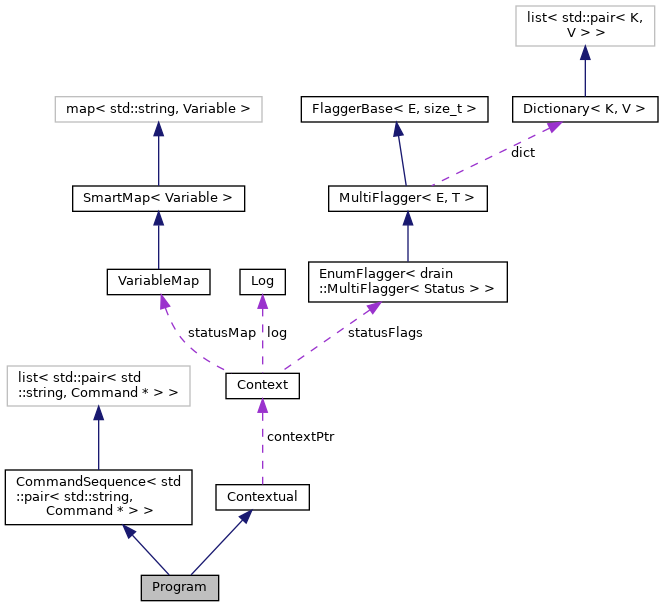 list< std::pair< K,
V > >
map< std::string, Variable >
FlaggerBase< E, size_t >
Dictionary< K, V >
dict
SmartMap< Variable >
MultiFlagger< E, T >
VariableMap
Log
EnumFlagger< drain
::MultiFlagger< Status > >
statusMap
log
statusFlags
list< std::pair< std
::string, Command * > >
Context
contextPtr
CommandSequence< std
::pair< std::string,
Command * > >
Contextual
Program